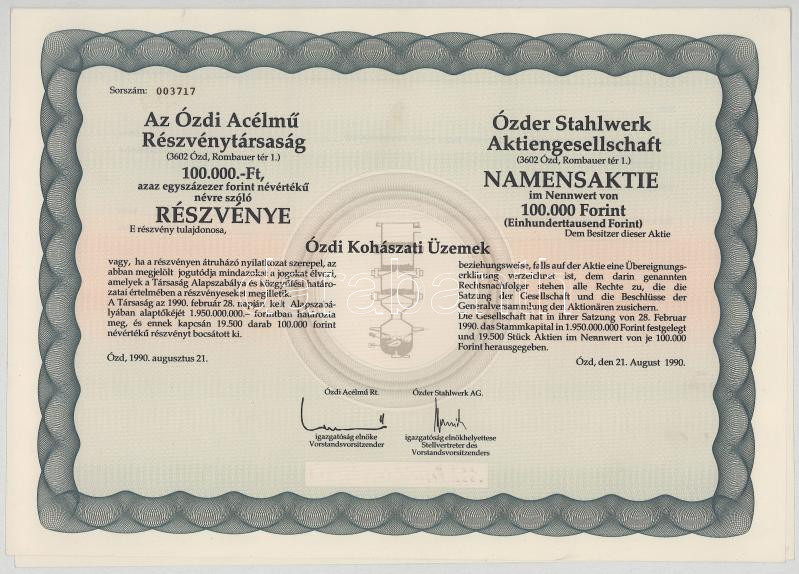 Sorszám: 003717
Az Ózdi Acélmű
Részvénytársaság
(3602 Ózd, Rombauer tér 1.)
100.000.-Ft,
azaz egyszázezer forint névértékű
névre szóló
RÉSZVÉNYE
E részvény tulajdonosa,
Ózder Stahlwerk
Aktiengesellschaft
(3602 Ózd, Rombauer tér 1.)
NAMENSAKTIE
im Nennwert von
100.000 Forint
(Einhunderttausend Forint)
Dem Besitzer dieser Aktie
Ózdi Kohászati Üzemek
vagy, ha a részvényen átruházó nyilatkozat szerepel, az
abban megjelölt jogutódja mindazokat a jogokat élvezi,
amelyek a Társaság Alapszabálya és közgyűlési határo-
zatai értelmében a részvényeseket megilletik.
A Társaság az 1990. február 28. napján kelt Alapszabá-
lyában alaptőkéjét 1.950.000.000.– forintban határozta
meg, és ennek kapcsán 19.500 darab 100.000 forint
névértékű részvényt bocsátott ki.
Ózd, 1990. augusztus 21.
beziehungsweise, falls auf der Aktie eine Übereignungs-
erklärung verzeichnet ist, dem darin genannten
Rechtsnachfolger stehen alle Rechte zu, die die
Satzung der Gesellschaft und die Beschlüsse der
Generalversammlung der Aktionären zusichern.
Die Gesellschaft hat in ihrer Satzung von 28. Februar
1990. das Stammkapital in 1.950.000.000 Forint festgelegt
und 19.500 Stück Aktien im Nennwert von je 100.000
Forint herausgegeben.
Ózd, den 21. August 1990.
Ózdi Acélmű Rt.
igazgatóság elnöke
Vorstandsvorsitzender
Ózder Stahlwerk AG.
igazgatóság elnökhelyettese
Stellvertreter des
Vorstandsvorsitzenders